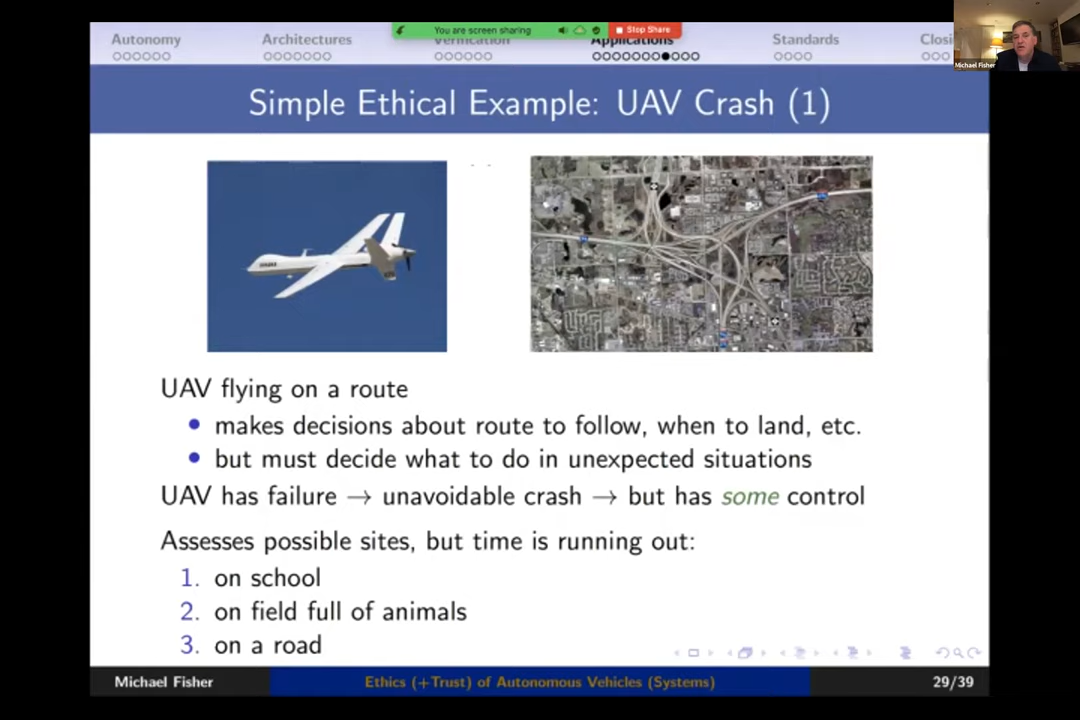 You are screen sharing
Stop Share
Autonomy Architectures Verification Applications Standards Closi
Michael Fisher
Simple Ethical Example: UAV Crash (1)
UAV flying on a route
• makes decisions about route to follow, when to land, etc.
• but must decide what to do in unexpected situations
UAV has failure → unavoidable crash → but has some control
Assesses possible sites, but time is running out:
1. on school
2. on field full of animals
3. on a road
Michael Fisher Ethics (+Trust) of Autonomous Vehicles (Systems) 29/39